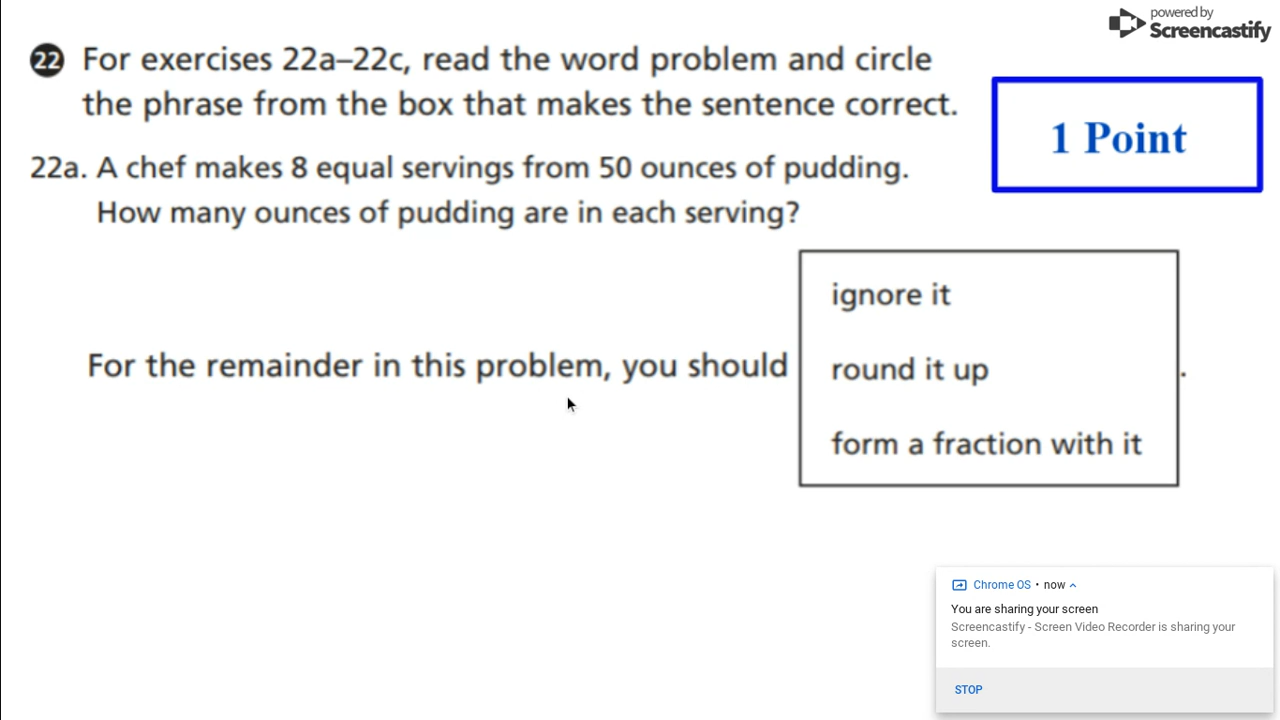 powered by
Screencastify
22 For exercises 22a–22c, read the word problem and circle
the phrase from the box that makes the sentence correct.
1 Point
22a. A chef makes 8 equal servings from 50 ounces of pudding.
How many ounces of pudding are in each serving?
For the remainder in this problem, you should
ignore it
round it up
form a fraction with it
.
Chrome OS • now
You are sharing your screen
Screencastify - Screen Video Recorder is sharing your
screen.
STOP